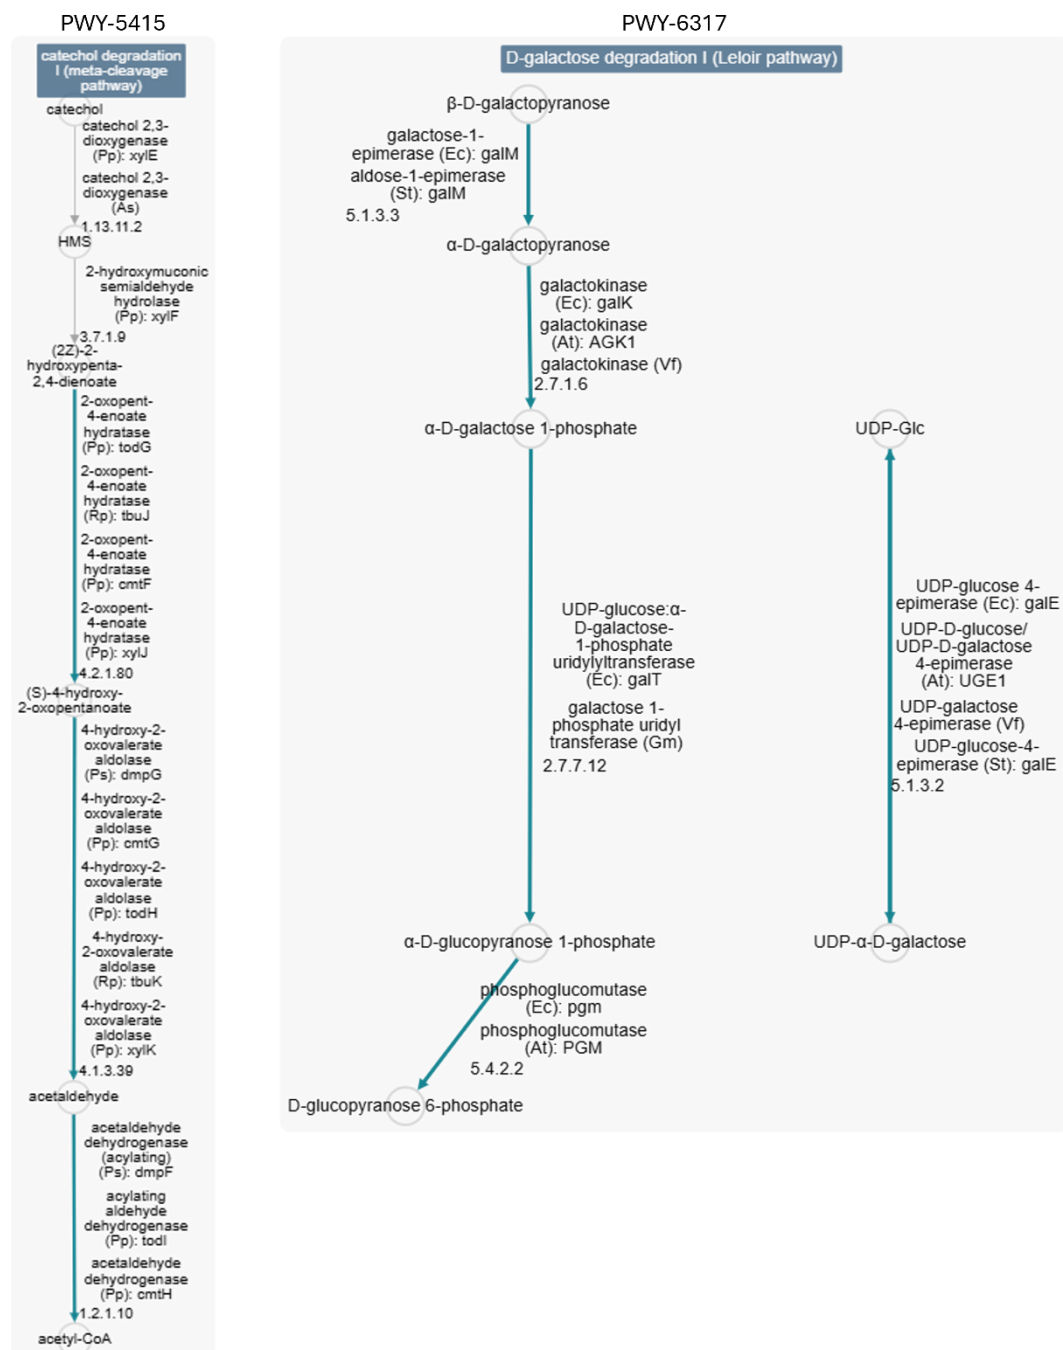 PWY-5415
catechol degradation
I (meta-cleavage
pathway)
catechol
catechol 2,3-
dioxygenase
(Pp): xylE
catechol 2,3-
dioxygenase
(As)
1.13.11.2
HMS
2-hydroxymuconic
semialdehyde
hydrolase
(Pp): xylF
3.7.1.9
(2Z)-2-
hydroxypenta-
2,4-dienoate
2-oxopent-
4-enoate
hydratase
(Pp): todG
2-oxopent-
4-enoate
hydratase
(Rp): tbuJ
2-oxopent-
4-enoate
hydratase
(Pp): cmtF
2-oxopent-
4-enoate
hydratase
(Pp): xylJ
4.2.1.80
(S)-4-hydroxy-
2-oxopentanoate
4-hydroxy-2-
oxovalerate
aldolase
(Ps): dmpG
4-hydroxy-2-
oxovalerate
aldolase
(Pp): cmtG
4-hydroxy-2-
oxovalerate
aldolase
(Pp): todH
4-hydroxy-
2-oxovalerate
aldolase
(Rp): tbuK
4-hydroxy-2-
oxovalerate
aldolase
(Pp): xylK
4.1.3.39
acetaldehyde
acetaldehyde
dehydrogenase
(acylating)
(Ps): dmpF
acylating
aldehyde
dehydrogenase
(Pp): todI
acetaldehyde
dehydrogenase
(Pp): cmtH
1.2.1.10
acetyl-CoA
PWY-6317
D-galactose degradation I (Leloir pathway)
β-D-galactopyranose
galactose-1-
epimerase (Ec): galM
aldose-1-epimerase
(St): galM
5.1.3.3
α-D-galactopyranose
galactokinase
(Ec): galK
galactokinase
(At): AGK1
galactokinase (Vf)
2.7.1.6
α-D-galactose 1-phosphate
UDP-glucose:α-
D-galactose-
1-phosphate
uridylyltransferase
(Ec): galT
galactose 1-
phosphate uridyl
transferase (Gm)
2.7.7.12
α-D-glucopyranose 1-phosphate
phosphoglucomutase
(Ec): pgm
phosphoglucomutase
(At): PGM
5.4.2.2
D-glucopyranose 6-phosphate
UDP-Glc
UDP-glucose 4-
epimerase (Ec): galE
UDP-D-glucose/
UDP-D-galactose
4-epimerase
(At): UGE1
UDP-galactose
4-epimerase (Vf)
UDP-glucose-4-
epimerase (St): galE
5.1.3.2
UDP-α-D-galactose